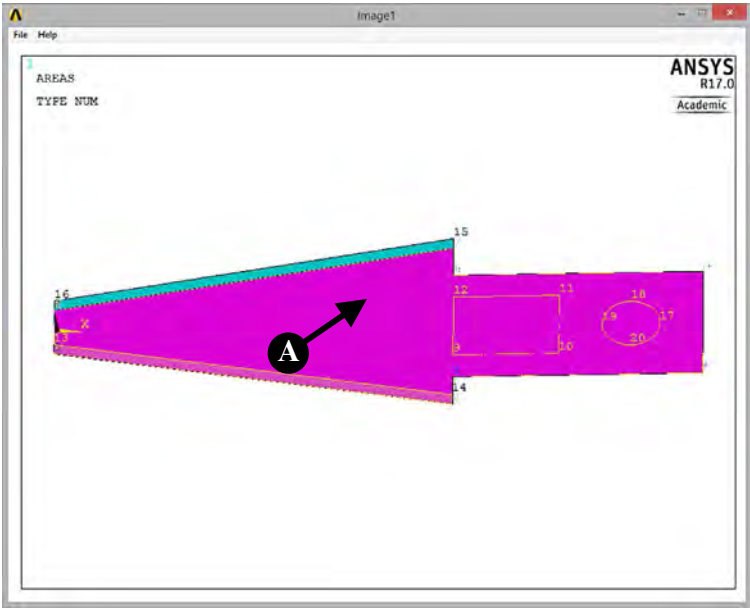 Image1
File Help
1
AREAS
TYPE NUM
ANSYS
R17.0
Academic
15
16
12
11
18
X
19
17
13
A
9
10
20
14